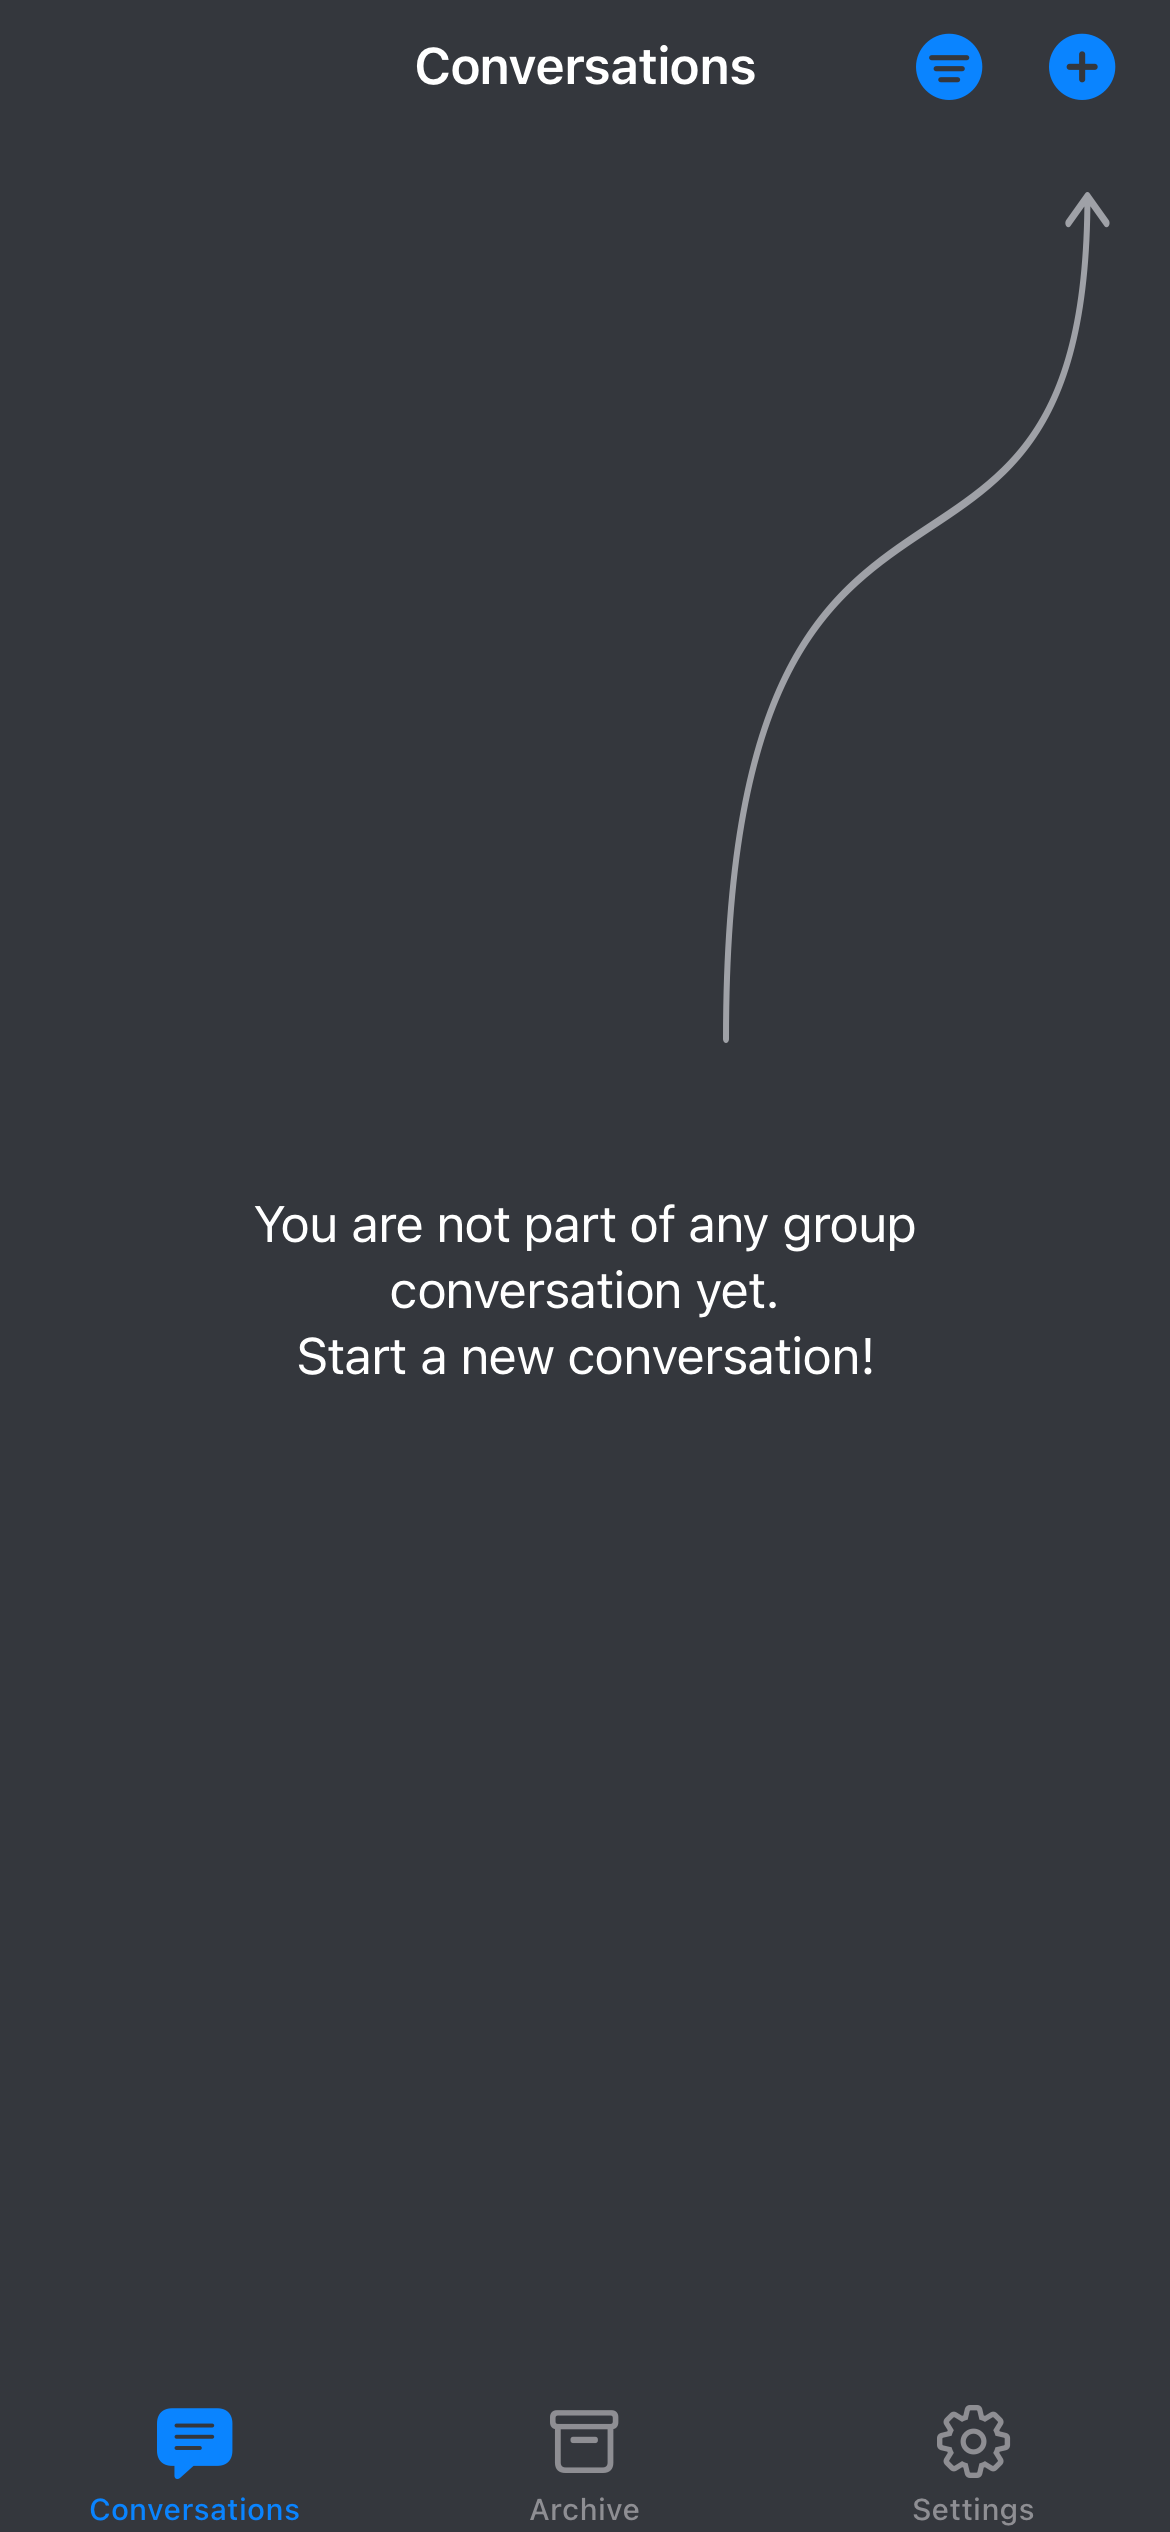 Conversations
You are not part of any group
conversation yet.
Start a new conversation!
Conversations
Archive
Settings